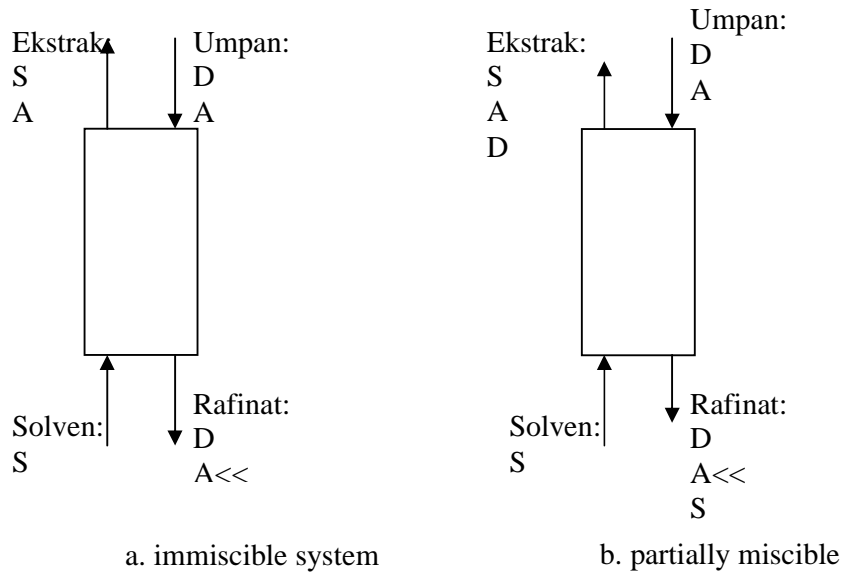 Ekstrak:
S
A
Umpan:
D
A
Solven:
S
Rafinat:
D
A<<
a. immiscible system
Ekstrak:
S
A
D
Umpan:
D
A
Solven:
S
Rafinat:
D
A<<
S
b. partially miscible